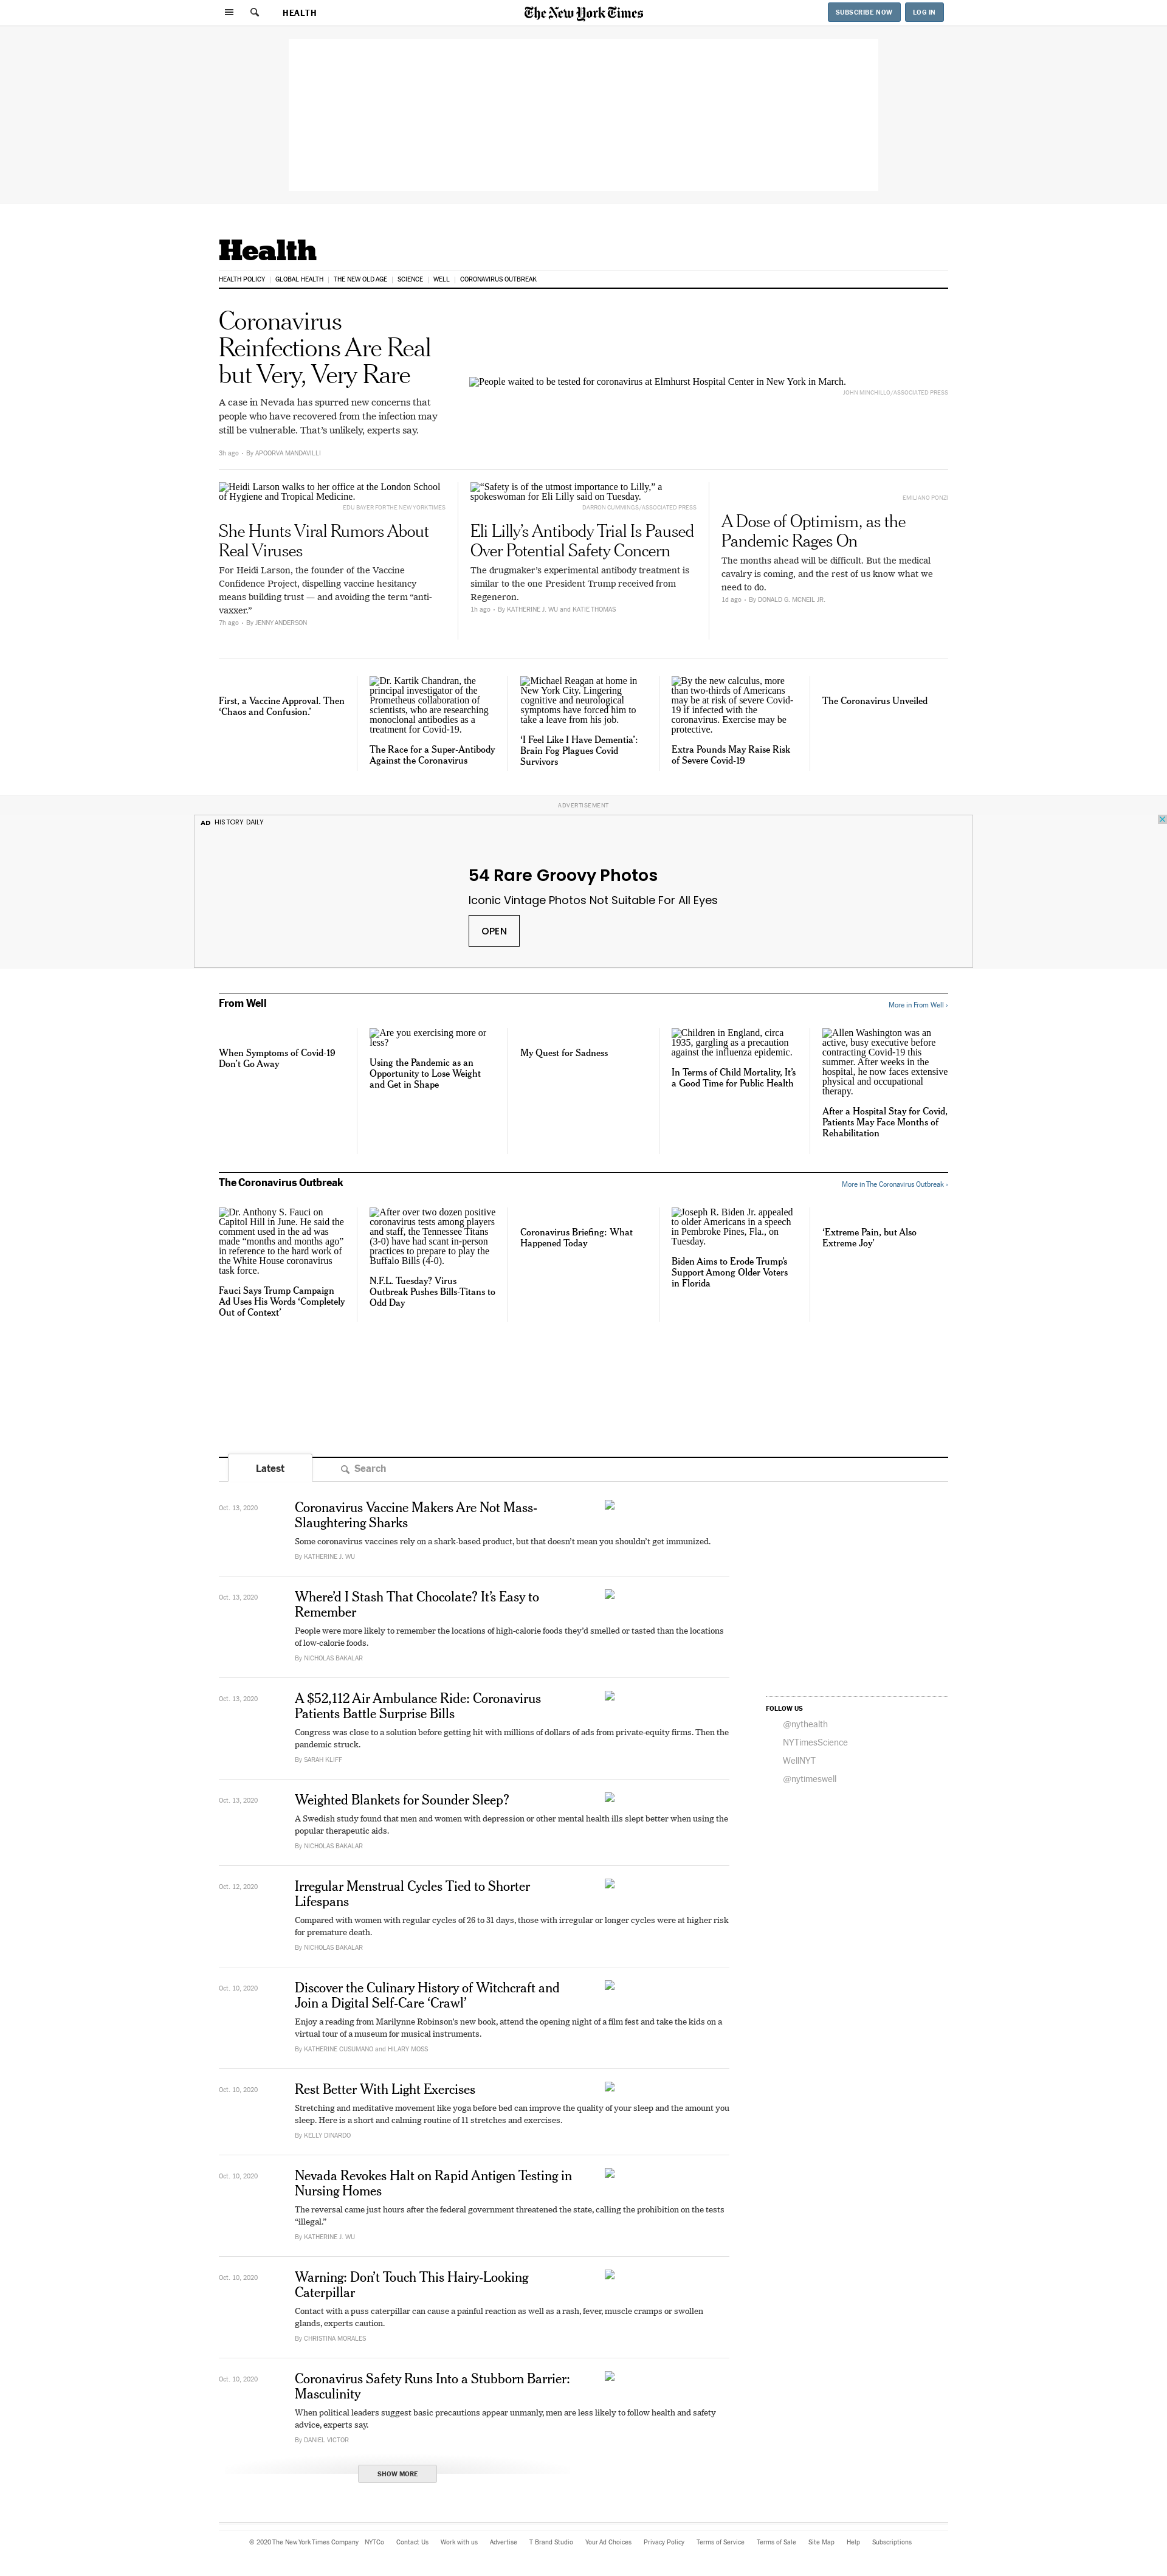 HEALTH
The New York Times
SUBSCRIBE NOW
LOG IN
Health
HEALTH POLICY | GLOBAL HEALTH | THE NEW OLD AGE | SCIENCE | WELL | CORONAVIRUS OUTBREAK
Coronavirus
Reinfections Are Real
but Very, Very Rare
A case in Nevada has spurred new concerns that
people who have recovered from the infection may
still be vulnerable. That’s unlikely, experts say.
3h ago · By APOORVA MANDAVILLI
People waited to be tested for coronavirus at Elmhurst Hospital Center in New York in March.
JOHN MINCHILLO/ASSOCIATED PRESS
Heidi Larson walks to her office at the London School
of Hygiene and Tropical Medicine.
EDU BAYER FOR THE NEW YORK TIMES
She Hunts Viral Rumors About
Real Viruses
For Heidi Larson, the founder of the Vaccine
Confidence Project, dispelling vaccine hesitancy
means building trust — and avoiding the term “anti-
vaxxer.”
7h ago · By JENNY ANDERSON
“Safety is of the utmost importance to Lilly,” a
spokeswoman for Eli Lilly said on Tuesday.
DARRON CUMMINGS/ASSOCIATED PRESS
Eli Lilly’s Antibody Trial Is Paused
Over Potential Safety Concern
The drugmaker’s experimental antibody treatment is
similar to the one President Trump received from
Regeneron.
1h ago · By KATHERINE J. WU and KATIE THOMAS
EMILIANO PONZI
A Dose of Optimism, as the
Pandemic Rages On
The months ahead will be difficult. But the medical
cavalry is coming, and the rest of us know what we
need to do.
1d ago · By DONALD G. MCNEIL JR.
First, a Vaccine Approval. Then
‘Chaos and Confusion.’
Dr. Kartik Chandran, the
principal investigator of the
Prometheus collaboration of
scientists, who are researching
monoclonal antibodies as a
treatment for Covid-19.
The Race for a Super-Antibody
Against the Coronavirus
Michael Reagan at home in
New York City. Lingering
cognitive and neurological
symptoms have forced him to
take a leave from his job.
‘I Feel Like I Have Dementia’:
Brain Fog Plagues Covid
Survivors
By the new calculus, more
than two-thirds of Americans
may be at risk of severe Covid-
19 if infected with the
coronavirus. Exercise may be
protective.
Extra Pounds May Raise Risk
of Severe Covid-19
The Coronavirus Unveiled
ADVERTISEMENT
AD HISTORY DAILY
54 Rare Groovy Photos
Iconic Vintage Photos Not Suitable For All Eyes
OPEN
From Well
More in From Well ›
When Symptoms of Covid-19
Don’t Go Away
Are you exercising more or
less?
Using the Pandemic as an
Opportunity to Lose Weight
and Get in Shape
My Quest for Sadness
Children in England, circa
1935, gargling as a precaution
against the influenza epidemic.
In Terms of Child Mortality, It’s
a Good Time for Public Health
Allen Washington was an
active, busy executive before
contracting Covid-19 this
summer. After weeks in the
hospital, he now faces extensive
physical and occupational
therapy.
After a Hospital Stay for Covid,
Patients May Face Months of
Rehabilitation
The Coronavirus Outbreak
More in The Coronavirus Outbreak ›
Dr. Anthony S. Fauci on
Capitol Hill in June. He said the
comment used in the ad was
made “months and months ago”
in reference to the hard work of
the White House coronavirus
task force.
Fauci Says Trump Campaign
Ad Uses His Words ‘Completely
Out of Context’
After over two dozen positive
coronavirus tests among players
and staff, the Tennessee Titans
(3-0) have had scant in-person
practices to prepare to play the
Buffalo Bills (4-0).
N.F.L. Tuesday? Virus
Outbreak Pushes Bills-Titans to
Odd Day
Coronavirus Briefing: What
Happened Today
Joseph R. Biden Jr. appealed
to older Americans in a speech
in Pembroke Pines, Fla., on
Tuesday.
Biden Aims to Erode Trump’s
Support Among Older Voters
in Florida
‘Extreme Pain, but Also
Extreme Joy’
Latest
Search
Oct. 13, 2020
Coronavirus Vaccine Makers Are Not Mass-
Slaughtering Sharks
Some coronavirus vaccines rely on a shark-based product, but that doesn’t mean you shouldn’t get immunized.
By KATHERINE J. WU
Oct. 13, 2020
Where’d I Stash That Chocolate? It’s Easy to
Remember
People were more likely to remember the locations of high-calorie foods they’d smelled or tasted than the locations
of low-calorie foods.
By NICHOLAS BAKALAR
Oct. 13, 2020
A $52,112 Air Ambulance Ride: Coronavirus
Patients Battle Surprise Bills
Congress was close to a solution before getting hit with millions of dollars of ads from private-equity firms. Then the
pandemic struck.
By SARAH KLIFF
Oct. 13, 2020
Weighted Blankets for Sounder Sleep?
A Swedish study found that men and women with depression or other mental health ills slept better when using the
popular therapeutic aids.
By NICHOLAS BAKALAR
Oct. 12, 2020
Irregular Menstrual Cycles Tied to Shorter
Lifespans
Compared with women with regular cycles of 26 to 31 days, those with irregular or longer cycles were at higher risk
for premature death.
By NICHOLAS BAKALAR
Oct. 10, 2020
Discover the Culinary History of Witchcraft and
Join a Digital Self-Care ‘Crawl’
Enjoy a reading from Marilynne Robinson’s new book, attend the opening night of a film fest and take the kids on a
virtual tour of a museum for musical instruments.
By KATHERINE CUSUMANO and HILARY MOSS
Oct. 10, 2020
Rest Better With Light Exercises
Stretching and meditative movement like yoga before bed can improve the quality of your sleep and the amount you
sleep. Here is a short and calming routine of 11 stretches and exercises.
By KELLY DINARDO
Oct. 10, 2020
Nevada Revokes Halt on Rapid Antigen Testing in
Nursing Homes
The reversal came just hours after the federal government threatened the state, calling the prohibition on the tests
“illegal.”
By KATHERINE J. WU
Oct. 10, 2020
Warning: Don’t Touch This Hairy-Looking
Caterpillar
Contact with a puss caterpillar can cause a painful reaction as well as a rash, fever, muscle cramps or swollen
glands, experts caution.
By CHRISTINA MORALES
Oct. 10, 2020
Coronavirus Safety Runs Into a Stubborn Barrier:
Masculinity
When political leaders suggest basic precautions appear unmanly, men are less likely to follow health and safety
advice, experts say.
By DANIEL VICTOR
SHOW MORE
FOLLOW US
@nythealth
NYTimesScience
WellNYT
@nytimeswell
© 2020 The New York Times Company NYTCo Contact Us Work with us Advertise T Brand Studio Your Ad Choices Privacy Policy Terms of Service Terms of Sale Site Map Help Subscriptions